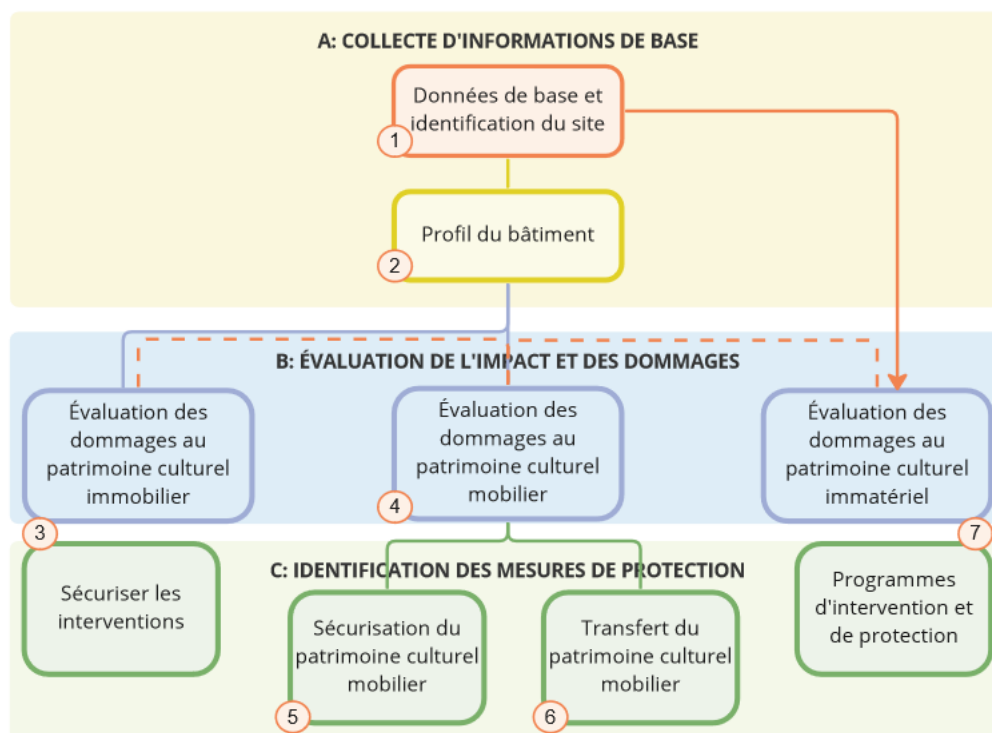 A: COLLECTE D'INFORMATIONS DE BASE
Données de base et
identification du site
1
Profil du bâtiment
2
B: ÉVALUATION DE L'IMPACT ET DES DOMMAGES
Évaluation des
dommages au
patrimoine culturel
immobilier
3
Évaluation des
dommages au
patrimoine culturel
mobilier
4
Évaluation des
dommages au
patrimoine culturel
immatériel
7
C: IDENTIFICATION DES MESURES DE PROTECTION
Sécuriser les
interventions
Sécurisation du
patrimoine culturel
mobilier
5
Transfert du
patrimoine culturel
mobilier
6
Programmes
d'intervention et
de protection